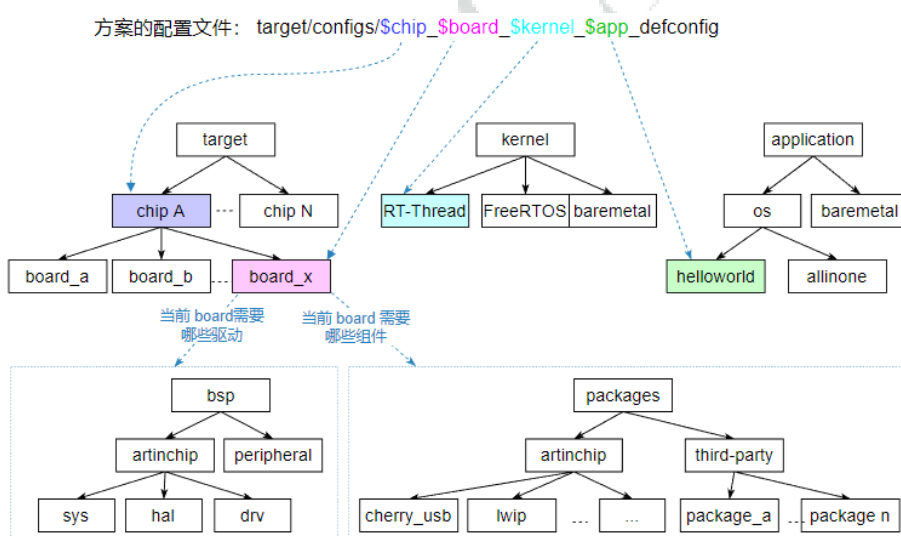 方案的配置文件： target/configs/$chip_$board_$kernel_$app_defconfig
target kernel application
chip A ... chip N RT-Thread FreeRTOS baremetal os baremetal
board_a board_b ... board_x helloworld allinone
当前 board需要
哪些驱动
当前 board 需要
哪些组件
bsp packages
artinchip peripheral artinchip third-party
sys hal drv cherry_usb lwip ... ... package_a ... package n